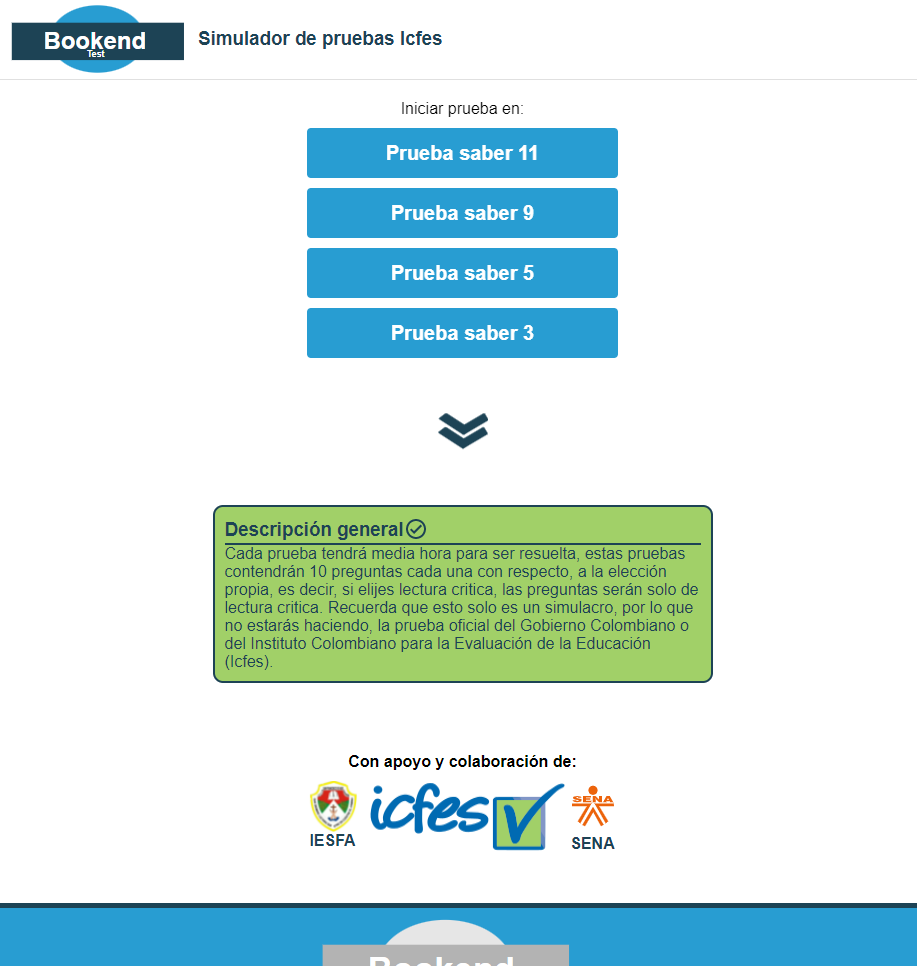 Bookend
Test
Simulador de pruebas Icfes
Iniciar prueba en:
Prueba saber 11
Prueba saber 9
Prueba saber 5
Prueba saber 3
Descripción general
Cada prueba tendrá media hora para ser resuelta, estas pruebas
contendrán 10 preguntas cada una con respecto, a la elección
propia, es decir, si elijes lectura critica, las preguntas serán solo de
lectura critica. Recuerda que esto solo es un simulacro, por lo que
no estarás haciendo, la prueba oficial del Gobierno Colombiano o
del Instituto Colombiano para la Evaluación de la Educación
(Icfes).
Con apoyo y colaboración de:
icfes
SENA
IESFA
SENA
Bookend